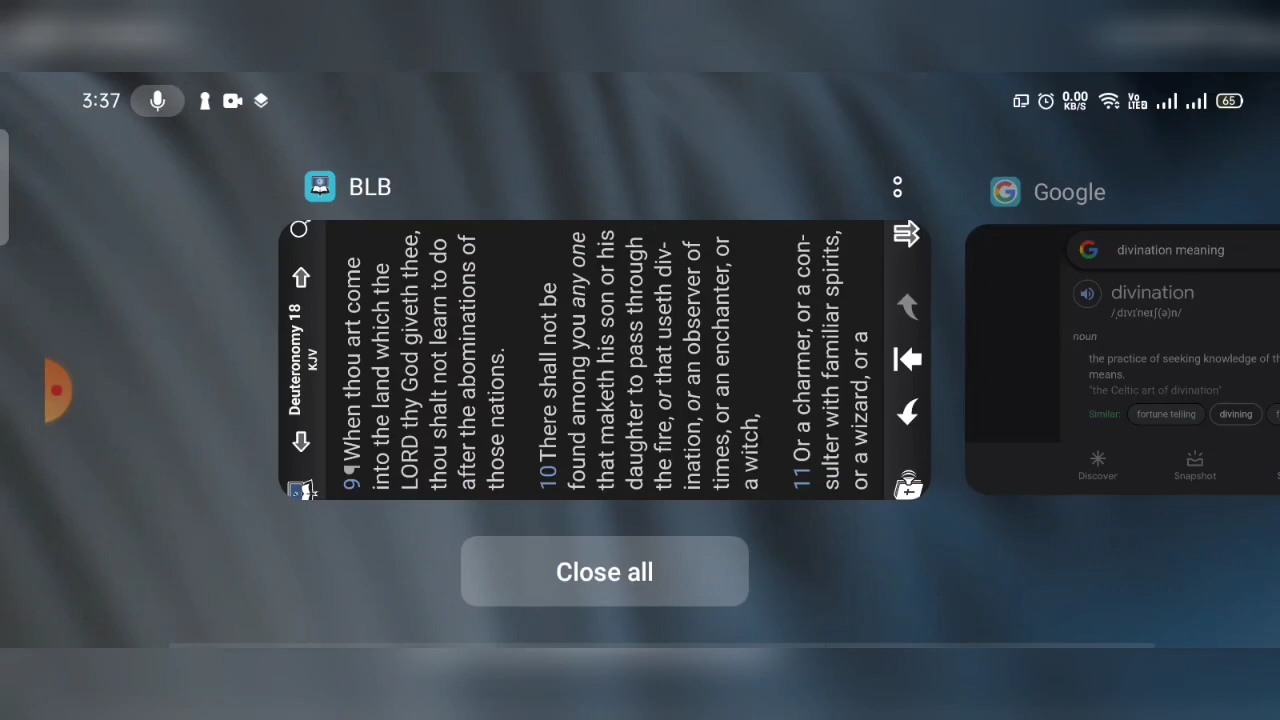 3:37
0.00
KB/S
Vo
LTE2
65
BLB
Deuteronomy 18
KJV
9 ¶ When thou art come
into the land which the
LORD thy God giveth thee,
thou shalt not learn to do
after the abominations of
those nations.
10 There shall not be
found among you any one
that maketh his son or his
daughter to pass through
the fire, or that useth div-
ination, or an observer of
times, or an enchanter, or
a witch,
11 Or a charmer, or a con-
sulter with familiar spirits,
or a wizard, or a
Google
divination meaning
divination
/ˌdɪvɪˈneɪʃ(ə)n/
noun
the practice of seeking knowledge of th
means.
"the Celtic art of divination"
Similar:
fortune telling
divining
Discover
Snapshot
Close all